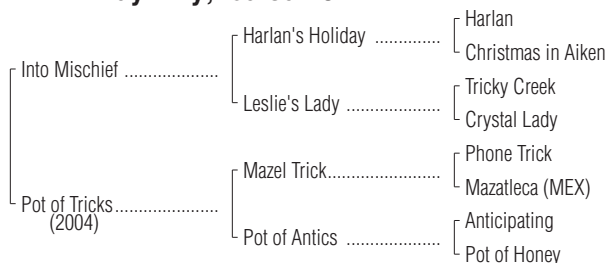 Harlan
Harlan's Holiday ..............
Christmas in Aiken
Into Mischief ....................
Tricky Creek
Leslie's Lady ....................
Crystal Lady
Phone Trick
Mazel Trick.......................
Mazatleca (MEX)
Pot of Tricks......................
(2004)
Anticipating
Pot of Antics ....................
Pot of Honey